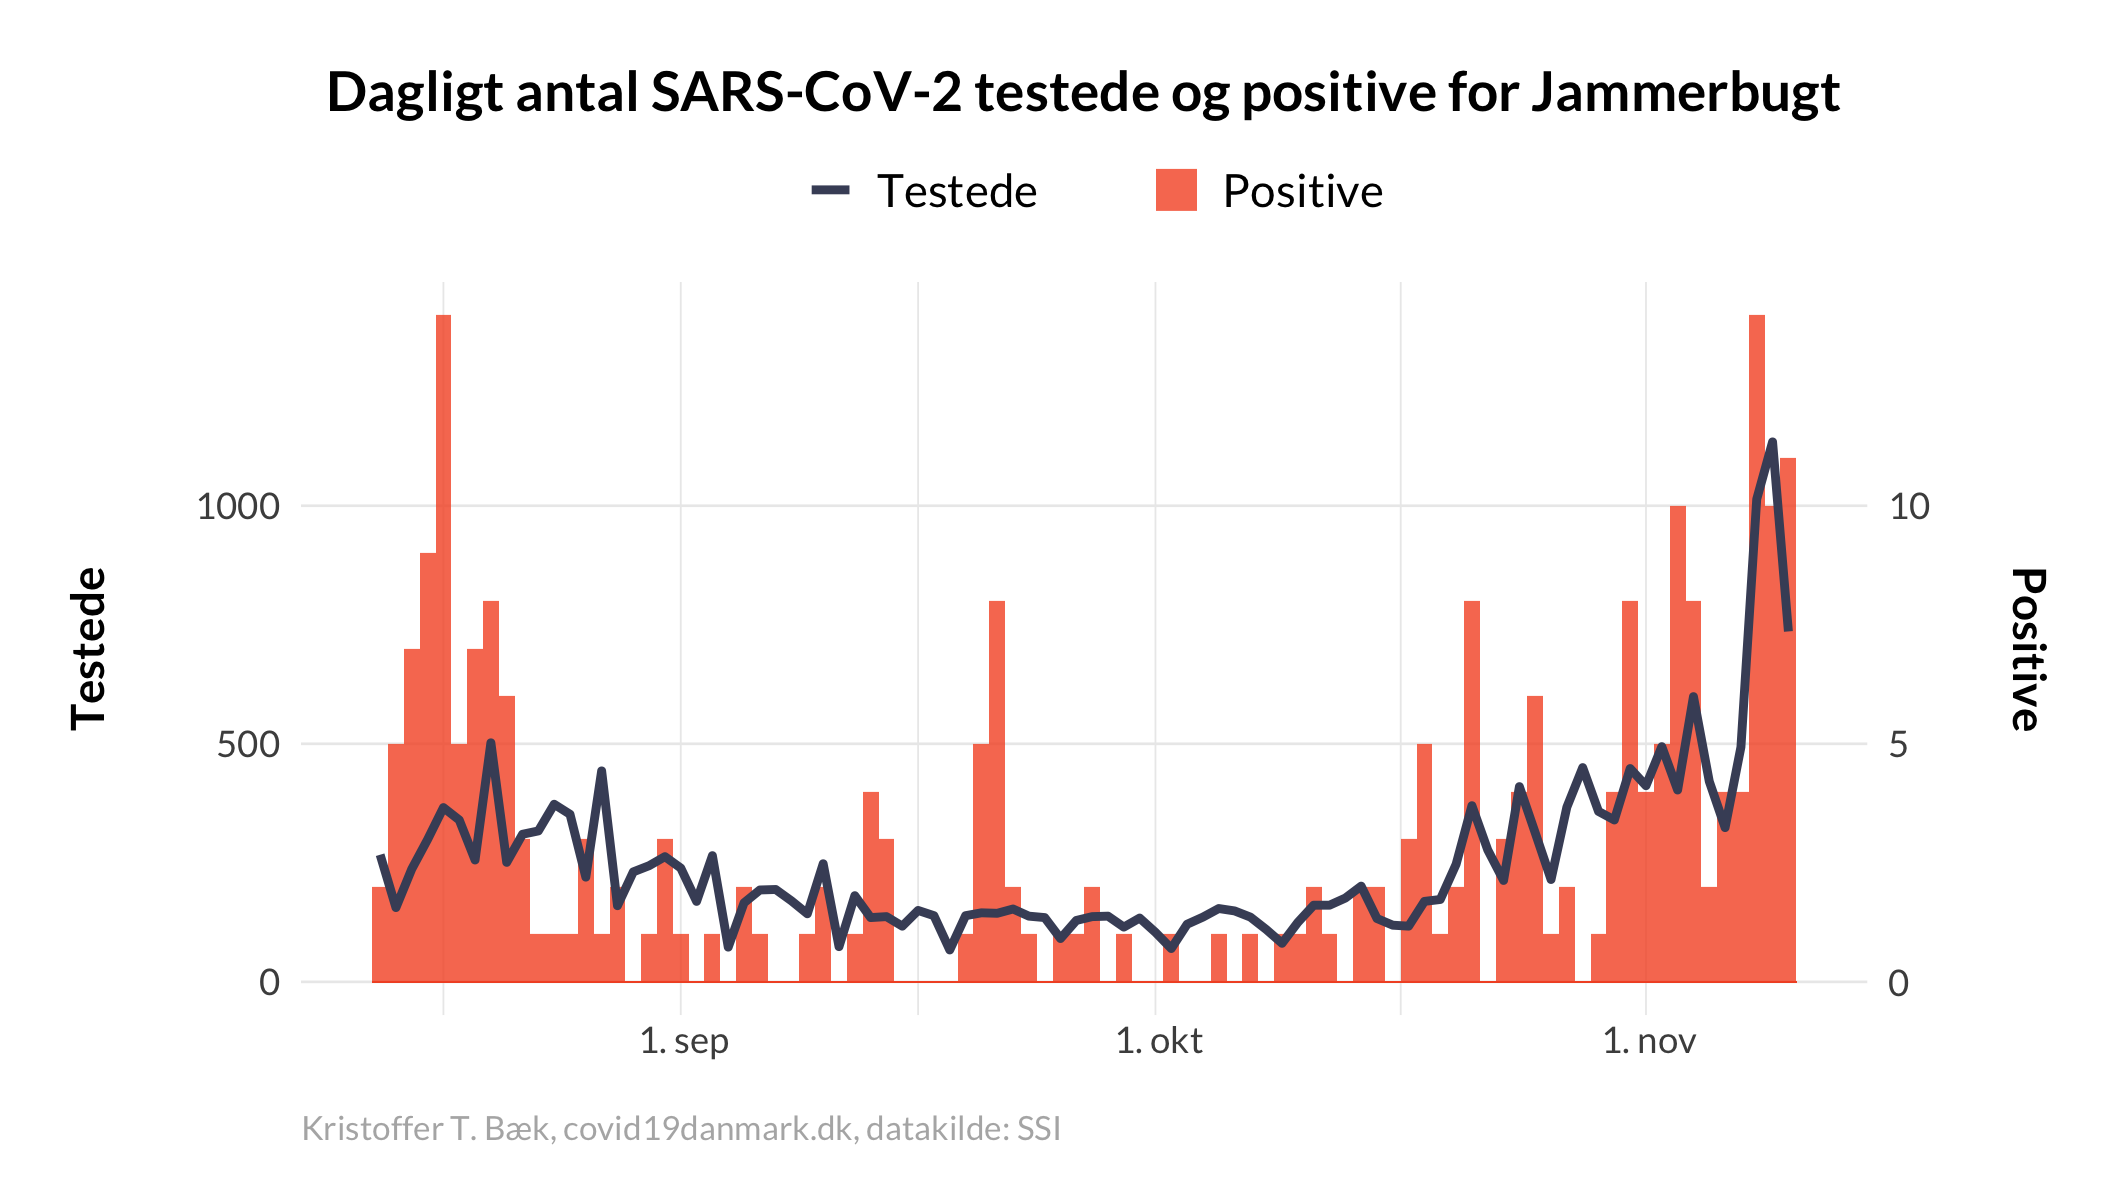 Dagligt antal SARS-CoV-2 testede og positive for Jammerbugt
Testede
Positive
1000
500
0
Testede
10
5
0
Positive
1. sep
1. okt
1. nov
Kristoffer T. Bæk, covid19danmark.dk, datakilde: SSI